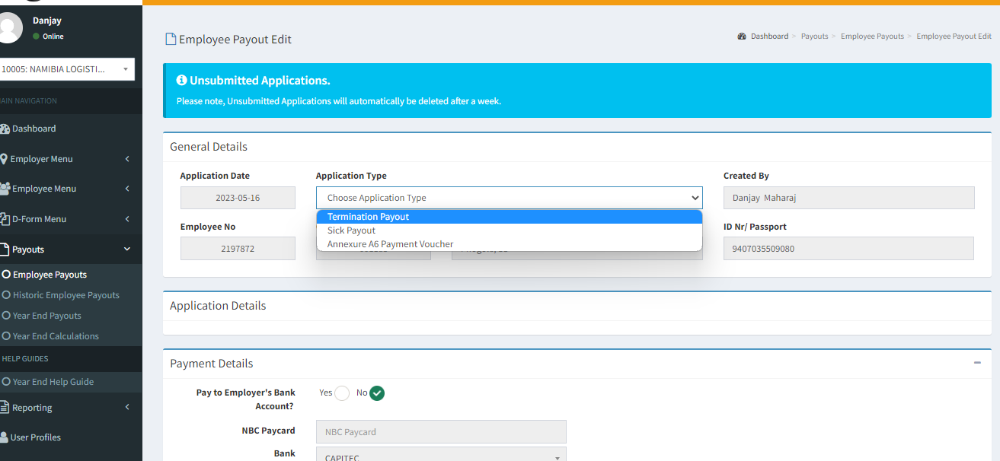 Danjay
Online
10005: NAMIBIA LOGISTI...
AIN NAVIGATION
Dashboard
Employer Menu
Employee Menu
D-Form Menu
Payouts
Employee Payouts
Historic Employee Payouts
Year End Payouts
Year End Calculations
HELP GUIDES
Year End Help Guide
Reporting
User Profiles
Employee Payout Edit
Dashboard > Payouts > Employee Payouts > Employee Payout Edit
Unsubmitted Applications.
Please note, Unsubmitted Applications will automatically be deleted after a week.
General Details
Application Date
Application Type
Created By
2023-05-16
Choose Application Type
Danjay Maharaj
Termination Payout
Sick Payout
Annexure A6 Payment Voucher
Employee No
ID Nr/ Passport
2197872
9407035509080
Application Details
Payment Details
Pay to Employer's Bank
Account?
Yes
No
NBC Paycard
NBC Paycard
Bank
CAPITEC